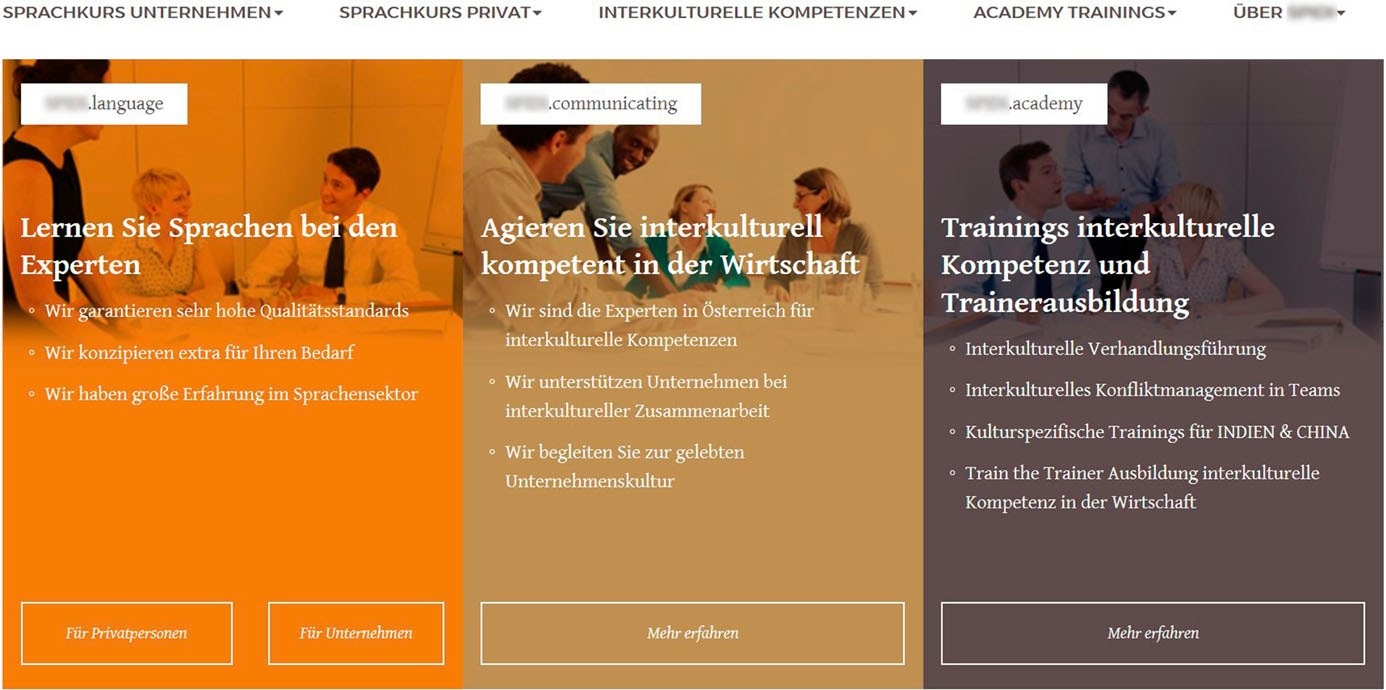 SPRACHKURS UNTERNEHMEN
SPRACHKURS PRIVAT
INTERKULTURELLE KOMPETENZEN
ACADEMY TRAININGS
ÜBER
.language
Lernen Sie Sprachen bei den
Experten
Wir garantieren sehr hohe Qualitätsstandards
Wir konzipieren extra für Ihren Bedarf
Wir haben große Erfahrung im Sprachensektor
Für Privatpersonen
Für Unternehmen
.communicating
Agieren Sie interkulturell
kompetent in der Wirtschaft
Wir sind die Experten in Österreich für
interkulturelle Kompetenzen
Wir unterstützen Unternehmen bei
interkultureller Zusammenarbeit
Wir begleiten Sie zur gelebten
Unternehmenskultur
Mehr erfahren
.academy
Trainings interkulturelle
Kompetenz und
Trainerausbildung
Interkulturelle Verhandlungsführung
Interkulturelles Konfliktmanagement in Teams
Kulturspezifische Trainings für INDIEN & CHINA
Train the Trainer Ausbildung interkulturelle
Kompetenz in der Wirtschaft
Mehr erfahren